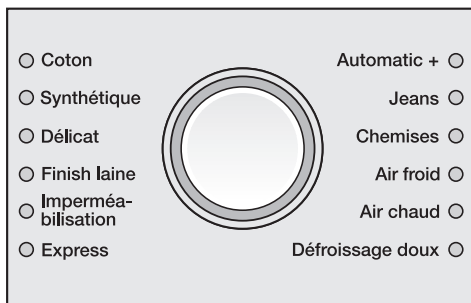 Coton
Synthétique
Délicat
Finish laine
Imperméa-
bilisation
Express
Automatic +
Jeans
Chemises
Air froid
Air chaud
Défroissage doux